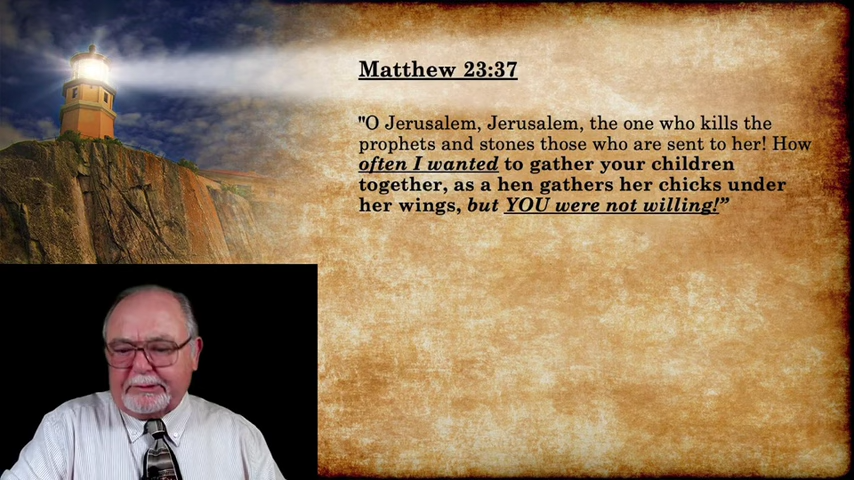 Matthew 23:37
"O Jerusalem, Jerusalem, the one who kills the
prophets and stones those who are sent to her! How
often I wanted to gather your children
together, as a hen gathers her chicks under
her wings, but YOU were not willing!”